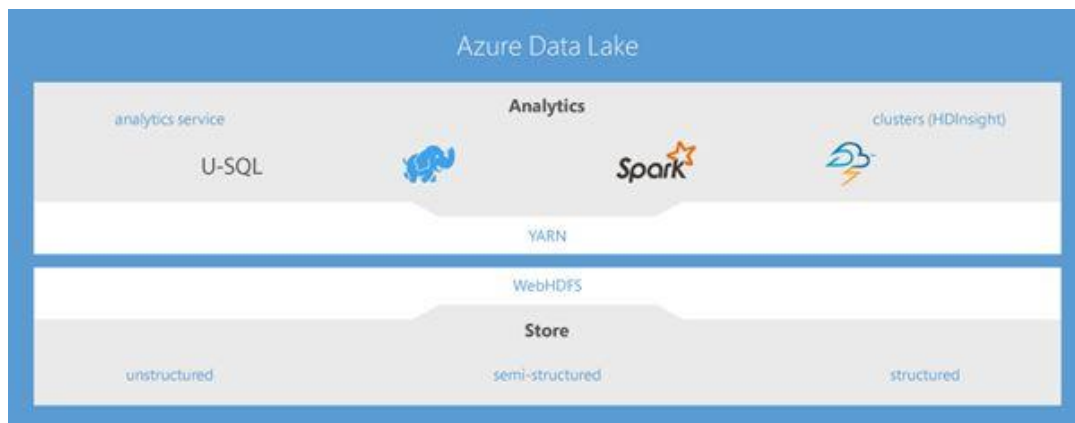 Azure Data Lake
Analytics
analytics service
clusters (HDInsight)
U-SQL
Spark
YARN
WebHDFS
Store
unstructured
semi-structured
structured